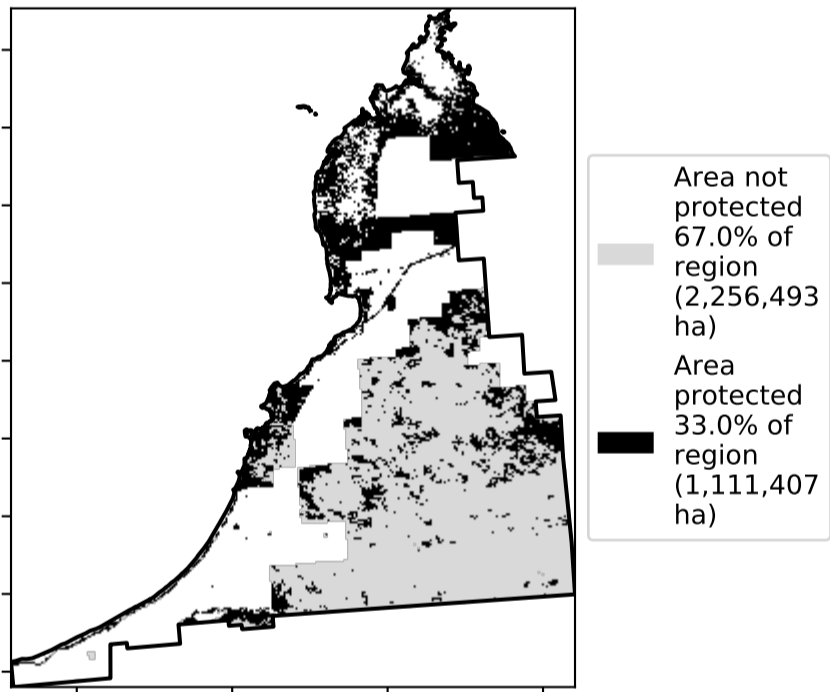 Area not
protected
67.0% of
region
(2,256,493
ha)
Area
protected
33.0% of
region
(1,111,407
ha)